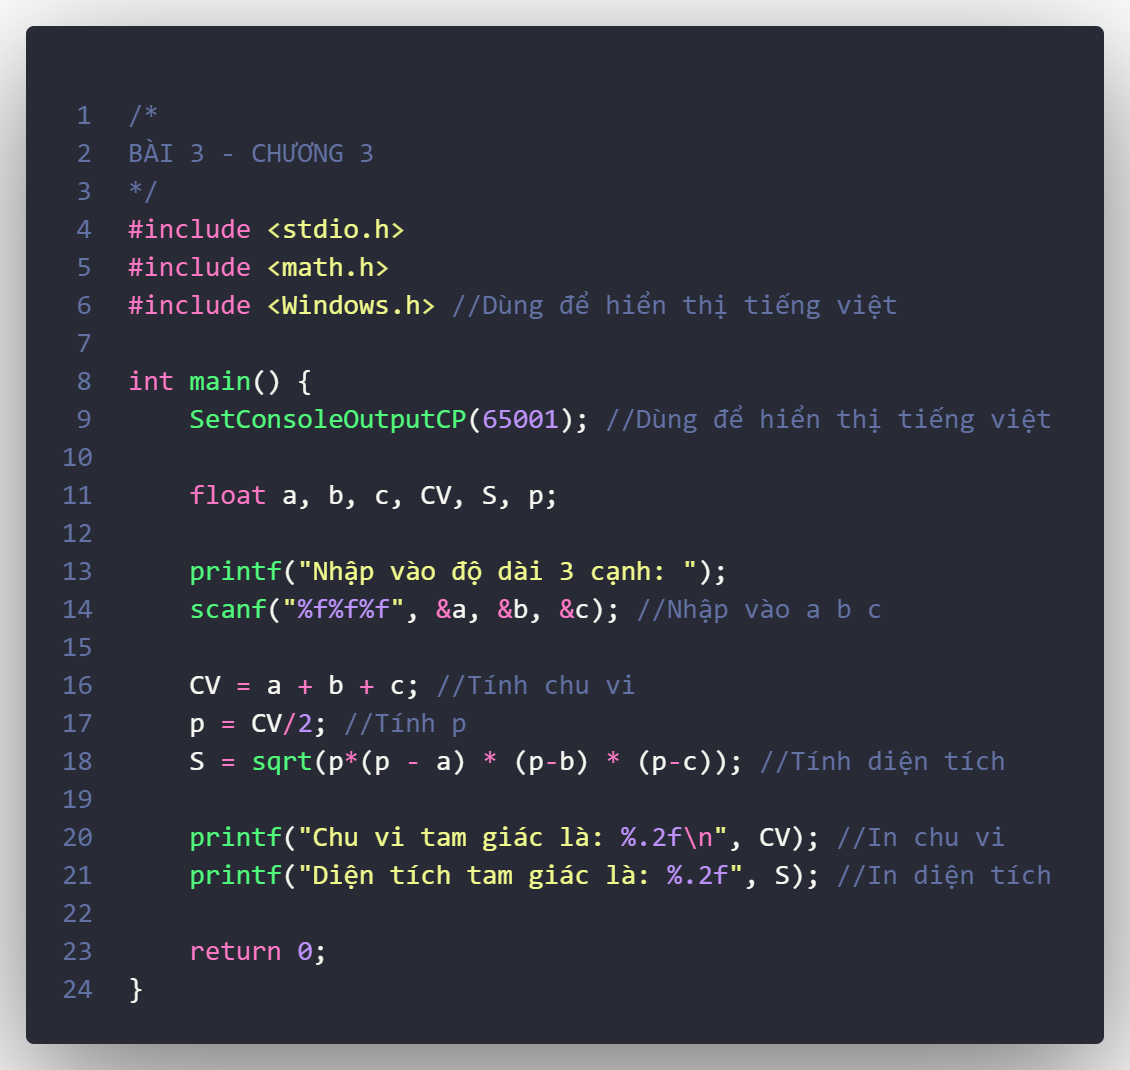 1 /*
2 BÀI 3 - CHƯƠNG 3
3 */
4 #include <stdio.h>
5 #include <math.h>
6 #include <Windows.h> //Dùng để hiển thị tiếng việt
7
8 int main() {
9     SetConsoleOutputCP(65001); //Dùng để hiển thị tiếng việt
10
11     float a, b, c, CV, S, p;
12
13     printf("Nhập vào độ dài 3 cạnh: ");
14     scanf("%f%f%f", &a, &b, &c); //Nhập vào a b c
15
16     CV = a + b + c; //Tính chu vi
17     p = CV/2; //Tính p
18     S = sqrt(p*(p - a) * (p-b) * (p-c)); //Tính diện tích
19
20     printf("Chu vi tam giác là: %.2f\n", CV); //In chu vi
21     printf("Diện tích tam giác là: %.2f", S); //In diện tích
22
23     return 0;
24 }